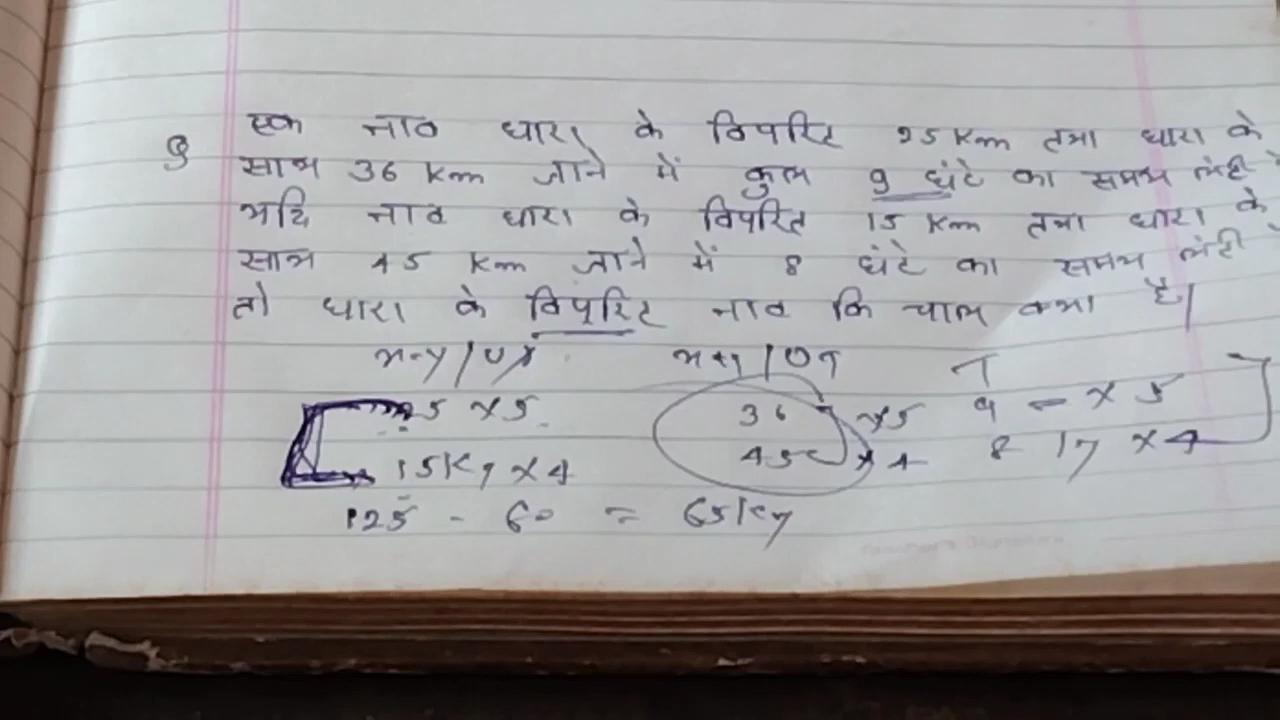 Q एक नाव धारा के विपरित 25 Km तथा धारा के
साथ 36 Km जाने में कुल 9 घंटे का समय लेती
यदि नाव धारा के विपरित 15 Km तथा धारा के
साथ 45 Km जाने में 8 घंटे का समय लेती
तो धारा के विपरित नाव कि चाल क्या है|
x-y/U x+y/D T
25 x5 36 x5 9 x5
15 x4 45 x4 8 x4
125 - 60 = 65